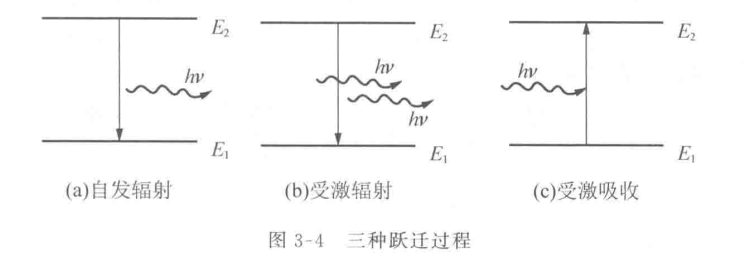 E₂ E₂ E₂
hν hν hν
hν
E₁ E₁ E₁
(a)自发辐射 (b)受激辐射 (c)受激吸收
图 3-4 三种跃迁过程